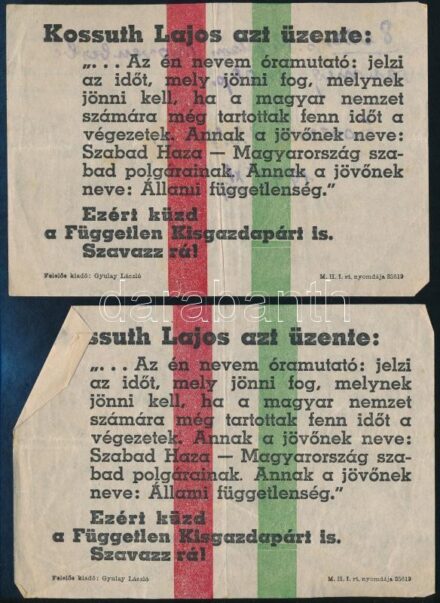 Kossuth Lajos azt üzente:
„. . . Az én nevem óramutató: jelzi
az időt, mely jönni fog, melynek
jönni kell, ha a magyar nemzet
számára még tartottak fenn időt a
végezetek. Annak a jövőnek neve:
Szabad Haza — Magyarország sza-
bad polgárainak. Annak a jövőnek
neve: Állami függetlenség.”
Ezért küzd
a Független Kisgazdapárt is.
Szavazz rá!
Felelős kiadó: Gyulay László
M. H. I. rt. nyomdája 85619
darabanth
ssuth Lajos azt üzente:
„. . . Az én nevem óramutató: jelzi
az időt, mely jönni fog, melynek
jönni kell, ha a magyar nemzet
számára még tartottak fenn időt a
végezetek. Annak a jövőnek neve:
Szabad Haza — Magyarország sza-
bad polgárainak. Annak a jövőnek
neve: Állami függetlenség.”
Ezért küzd
a Független Kisgazdapárt is.
Szavazz rá!
Felelős kiadó: Gyulay László
M. H. I. rt. nyomdája 85619